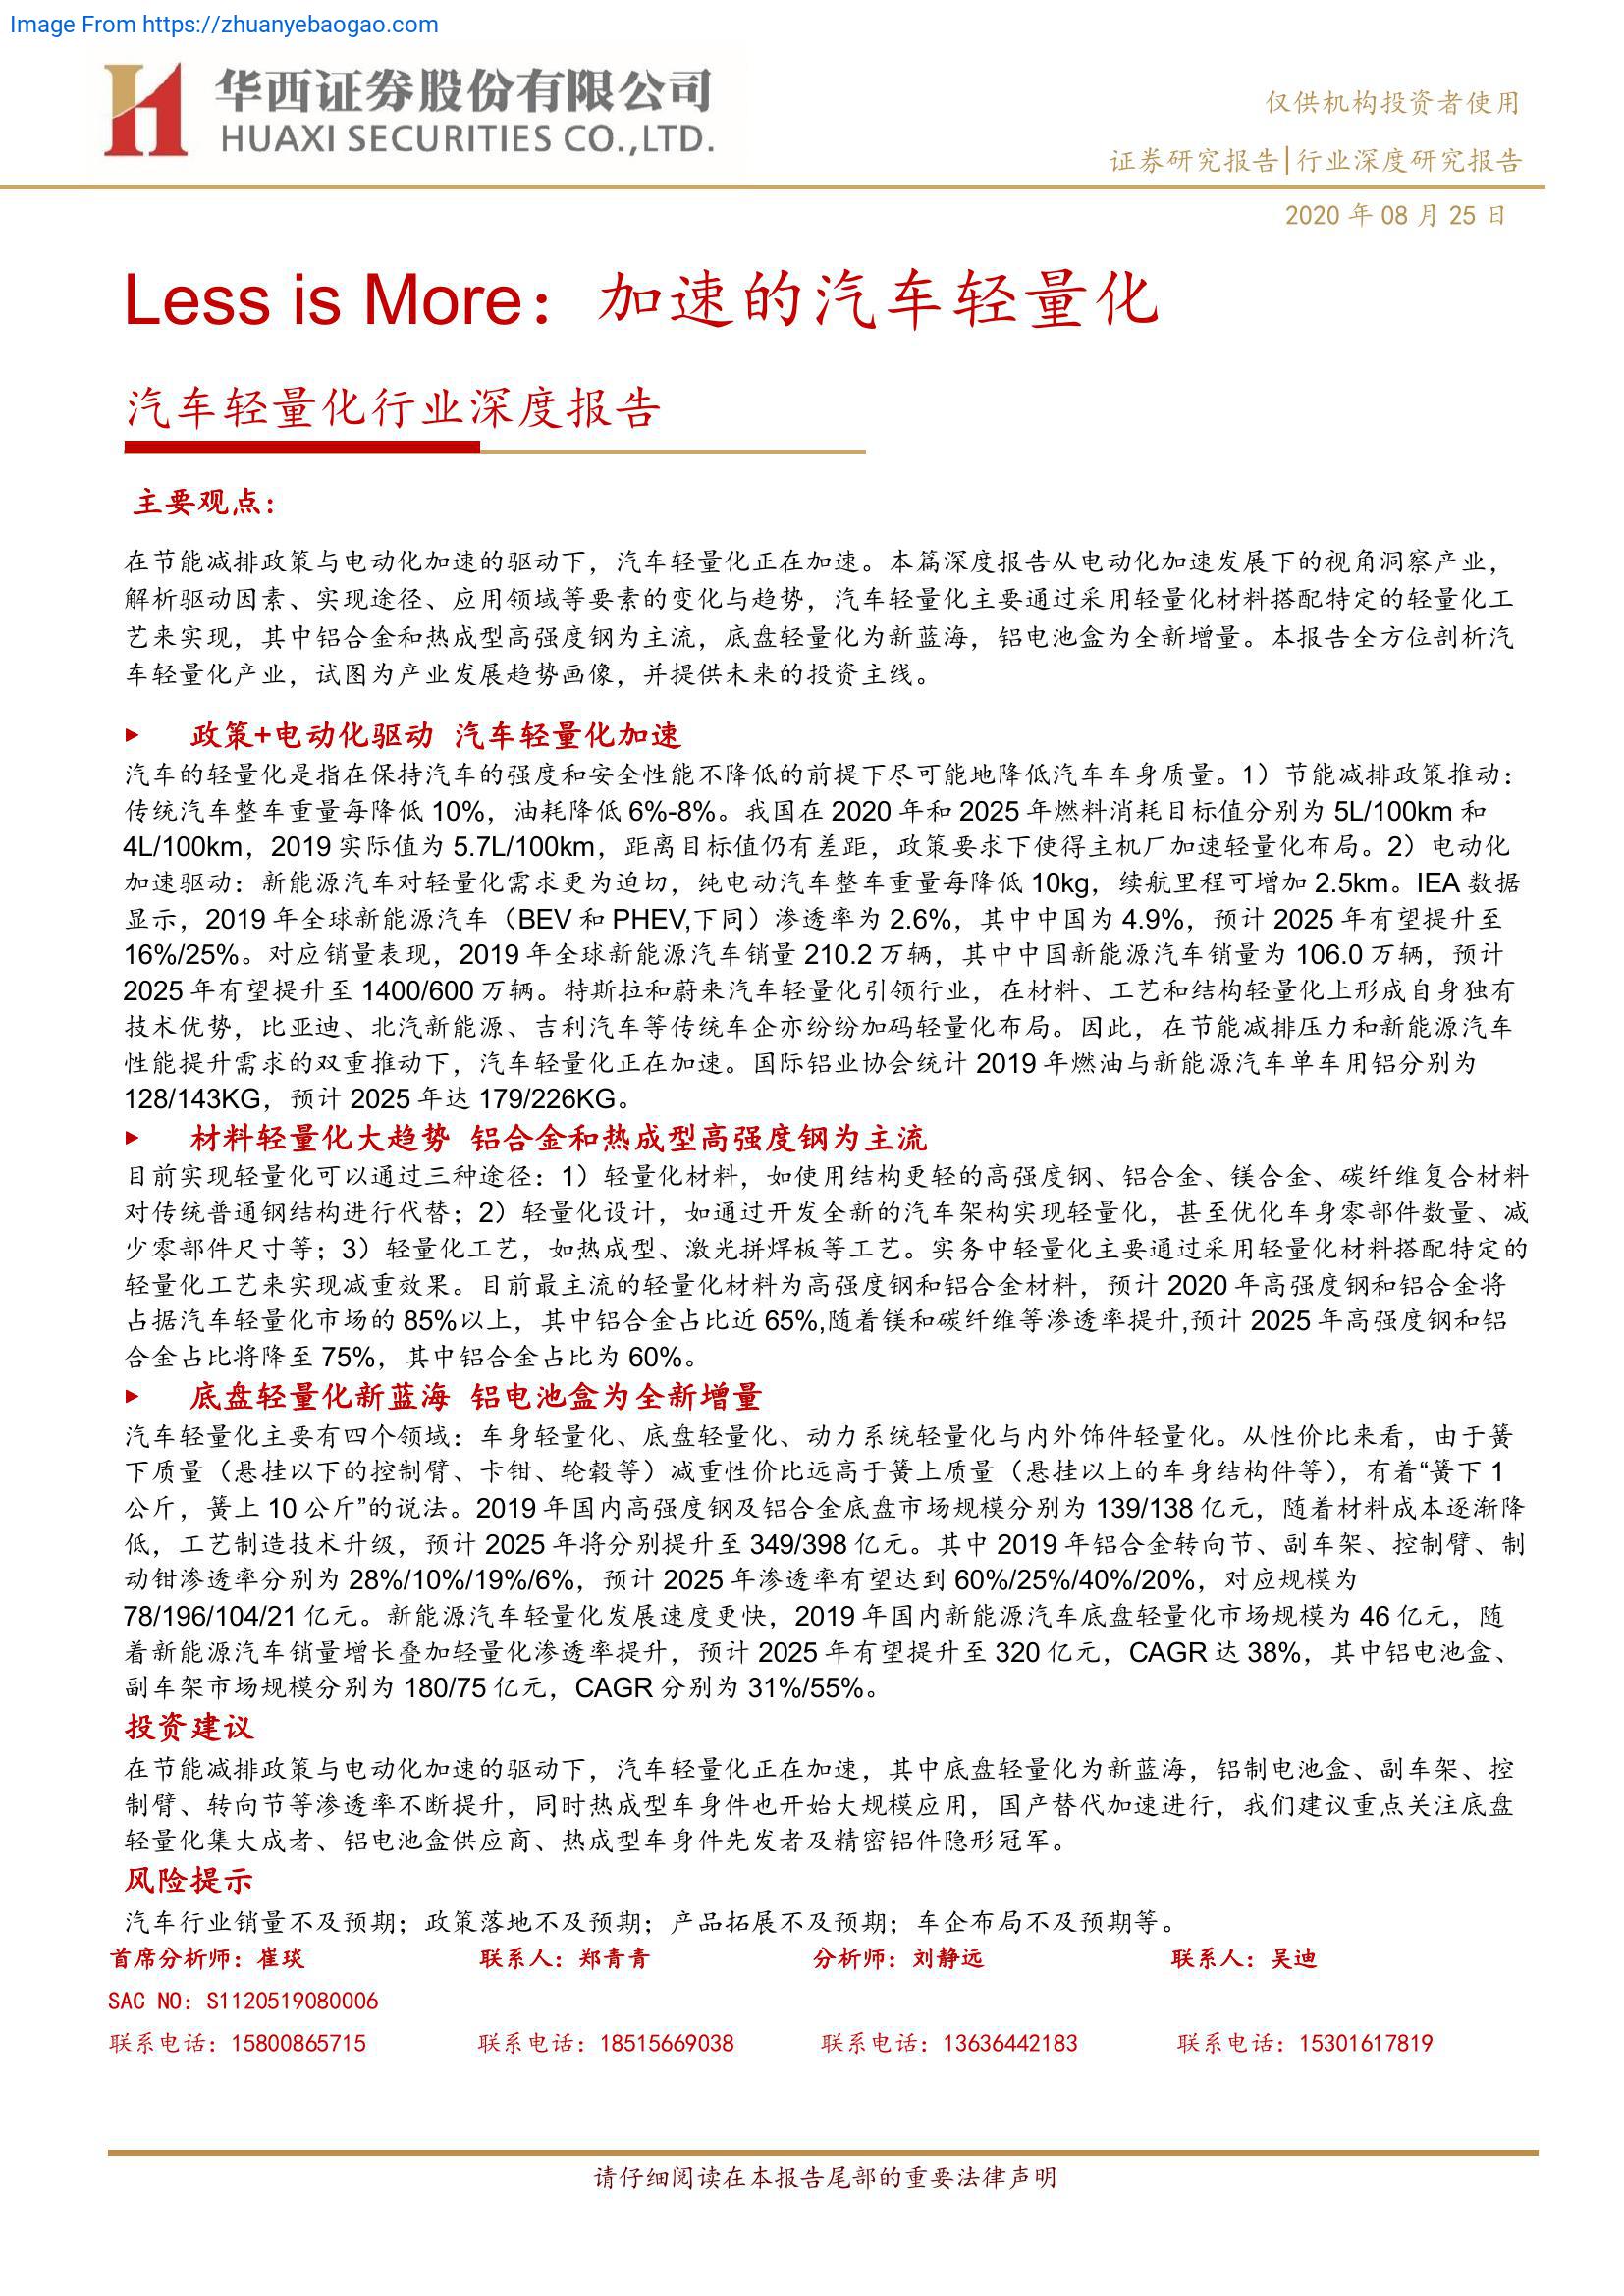 Image From https://zhuanyebaogao.com
华西证券股份有限公司
HUAXI SECURITIES CO.,LTD.
仅供机构投资者使用
证券研究报告|行业深度研究报告
2020 年 08 月 25 日
Less is More：加速的汽车轻量化
汽车轻量化行业深度报告
主要观点：
在节能减排政策与电动化加速的驱动下，汽车轻量化正在加速。本篇深度报告从电动化加速发展下的视角洞察产业，
解析驱动因素、实现途径、应用领域等要素的变化与趋势，汽车轻量化主要通过采用轻量化材料搭配特定的轻量化工
艺来实现，其中铝合金和热成型高强度钢为主流，底盘轻量化为新蓝海，铝电池盒为全新增量。本报告全方位剖析汽
车轻量化产业，试图为产业发展趋势画像，并提供未来的投资主线。
▸ 政策+电动化驱动 汽车轻量化加速
汽车的轻量化是指在保持汽车的强度和安全性能不降低的前提下尽可能地降低汽车车身质量。1）节能减排政策推动：
传统汽车整车重量每降低 10%，油耗降低 6%-8%。我国在 2020 年和 2025 年燃料消耗目标值分别为 5L/100km 和
4L/100km，2019 实际值为 5.7L/100km，距离目标值仍有差距，政策要求下使得主机厂加速轻量化布局。2）电动化
加速驱动：新能源汽车对轻量化需求更为迫切，纯电动汽车整车重量每降低 10kg，续航里程可增加 2.5km。IEA 数据
显示，2019 年全球新能源汽车（BEV 和 PHEV,下同）渗透率为 2.6%，其中中国为 4.9%，预计 2025 年有望提升至
16%/25%。对应销量表现，2019 年全球新能源汽车销量 210.2 万辆，其中中国新能源汽车销量为 106.0 万辆，预计
2025 年有望提升至 1400/600 万辆。特斯拉和蔚来汽车轻量化引领行业，在材料、工艺和结构轻量化上形成自身独有
技术优势，比亚迪、北汽新能源、吉利汽车等传统车企亦纷纷加码轻量化布局。因此，在节能减排压力和新能源汽车
性能提升需求的双重推动下，汽车轻量化正在加速。国际铝业协会统计 2019 年燃油与新能源汽车单车用铝分别为
128/143KG，预计 2025 年达 179/226KG。
▸ 材料轻量化大趋势 铝合金和热成型高强度钢为主流
目前实现轻量化可以通过三种途径：1）轻量化材料，如使用结构更轻的高强度钢、铝合金、镁合金、碳纤维复合材料
对传统普通钢结构进行代替；2）轻量化设计，如通过开发全新的汽车架构实现轻量化，甚至优化车身零部件数量、减
少零部件尺寸等；3）轻量化工艺，如热成型、激光拼焊板等工艺。实务中轻量化主要通过采用轻量化材料搭配特定的
轻量化工艺来实现减重效果。目前最主流的轻量化材料为高强度钢和铝合金材料，预计 2020 年高强度钢和铝合金将
占据汽车轻量化市场的 85%以上，其中铝合金占比近 65%,随着镁和碳纤维等渗透率提升,预计 2025 年高强度钢和铝
合金占比将降至 75%，其中铝合金占比为 60%。
▸ 底盘轻量化新蓝海 铝电池盒为全新增量
汽车轻量化主要有四个领域：车身轻量化、底盘轻量化、动力系统轻量化与内外饰件轻量化。从性价比来看，由于簧
下质量（悬挂以下的控制臂、卡钳、轮毂等）减重性价比远高于簧上质量（悬挂以上的车身结构件等），有着“簧下 1
公斤，簧上 10 公斤”的说法。2019 年国内高强度钢及铝合金底盘市场规模分别为 139/138 亿元，随着材料成本逐渐降
低，工艺制造技术升级，预计 2025 年将分别提升至 349/398 亿元。其中 2019 年铝合金转向节、副车架、控制臂、制
动钳渗透率分别为 28%/10%/19%/6%，预计 2025 年渗透率有望达到 60%/25%/40%/20%，对应规模为
78/196/104/21 亿元。新能源汽车轻量化发展速度更快，2019 年国内新能源汽车底盘轻量化市场规模为 46 亿元，随
着新能源汽车销量增长叠加轻量化渗透率提升，预计 2025 年有望提升至 320 亿元，CAGR 达 38%，其中铝电池盒、
副车架市场规模分别为 180/75 亿元，CAGR 分别为 31%/55%。
投资建议
在节能减排政策与电动化加速的驱动下，汽车轻量化正在加速，其中底盘轻量化为新蓝海，铝制电池盒、副车架、控
制臂、转向节等渗透率不断提升，同时热成型车身件也开始大规模应用，国产替代加速进行，我们建议重点关注底盘
轻量化集大成者、铝电池盒供应商、热成型车身件先发者及精密铝件隐形冠军。
风险提示
汽车行业销量不及预期；政策落地不及预期；产品拓展不及预期；车企布局不及预期等。
首席分析师：崔琰 联系人：郑青青 分析师：刘静远 联系人：吴迪
SAC NO：S1120519080006
联系电话：15800865715 联系电话：18515669038 联系电话：13636442183 联系电话：15301617819
请仔细阅读在本报告尾部的重要法律声明